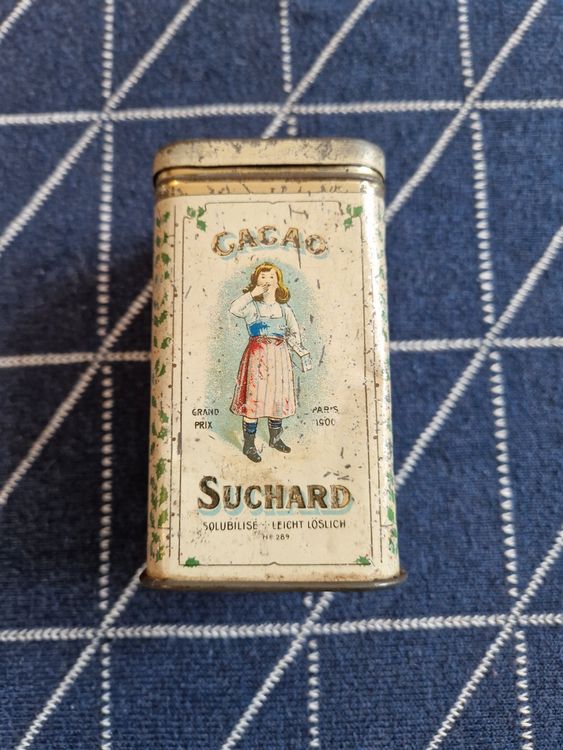 CACAO
GRAND PARIS
PRIX 1900
SUCHARD
SOLUBILISÉ - LEICHT LÖSLICH
Nº 289